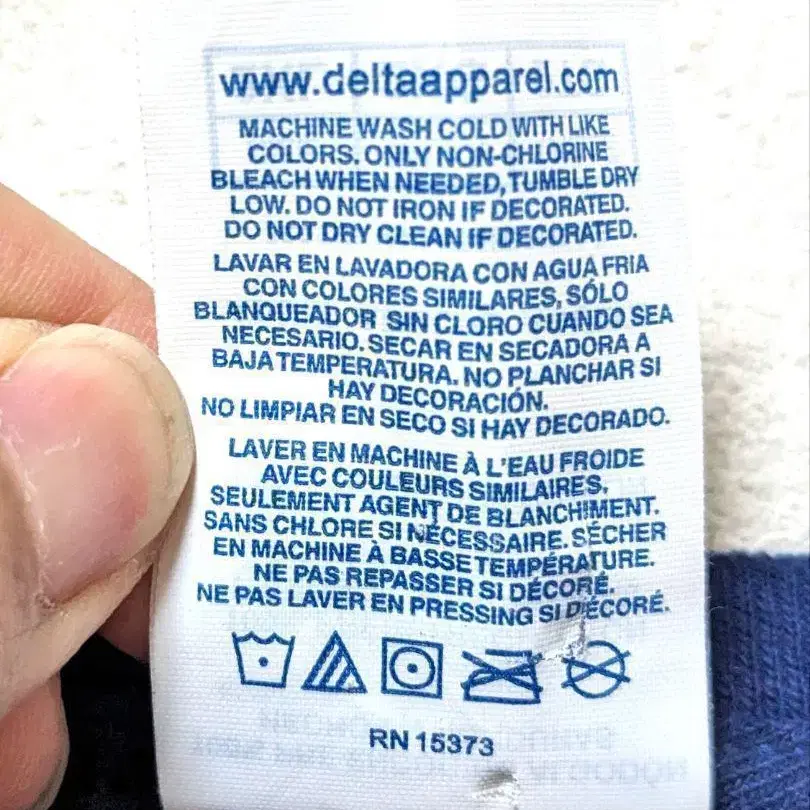 www.deltaapparel.com
MACHINE WASH COLD WITH LIKE
COLORS. ONLY NON-CHLORINE
BLEACH WHEN NEEDED, TUMBLE DRY
LOW. DO NOT IRON IF DECORATED.
DO NOT DRY CLEAN IF DECORATED.
LAVAR EN LAVADORA CON AGUA FRIA
CON COLORES SIMILARES, SÓLO
BLANQUEADOR SIN CLORO CUANDO SEA
NECESARIO. SECAR EN SECADORA A
BAJA TEMPERATURA. NO PLANCHAR SI
HAY DECORACIÓN.
NO LIMPIAR EN SECO SI HAY DECORADO.
LAVER EN MACHINE À L'EAU FROIDE
AVEC COULEURS SIMILAIRES,
SEULEMENT AGENT DE BLANCHIMENT.
SANS CHLORE SI NÉCESSAIRE. SÉCHER
EN MACHINE À BASSE TEMPÉRATURE.
NE PAS REPASSER SI DÉCORÉ.
NE PAS LAVER EN PRESSING SI DÉCORÉ.
RN 15373